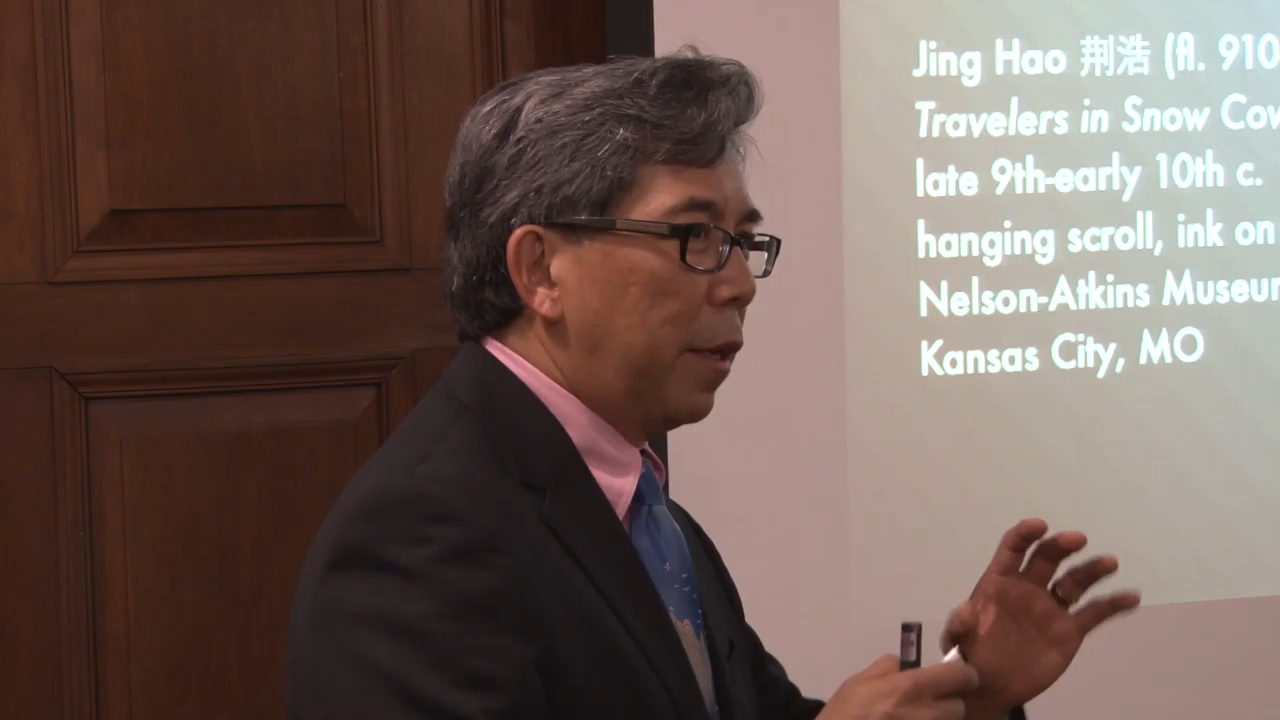 Jing Hao 荆浩 (fl. 910
Travelers in Snow Cov
late 9th-early 10th c.
hanging scroll, ink on
Nelson-Atkins Museum
Kansas City, MO